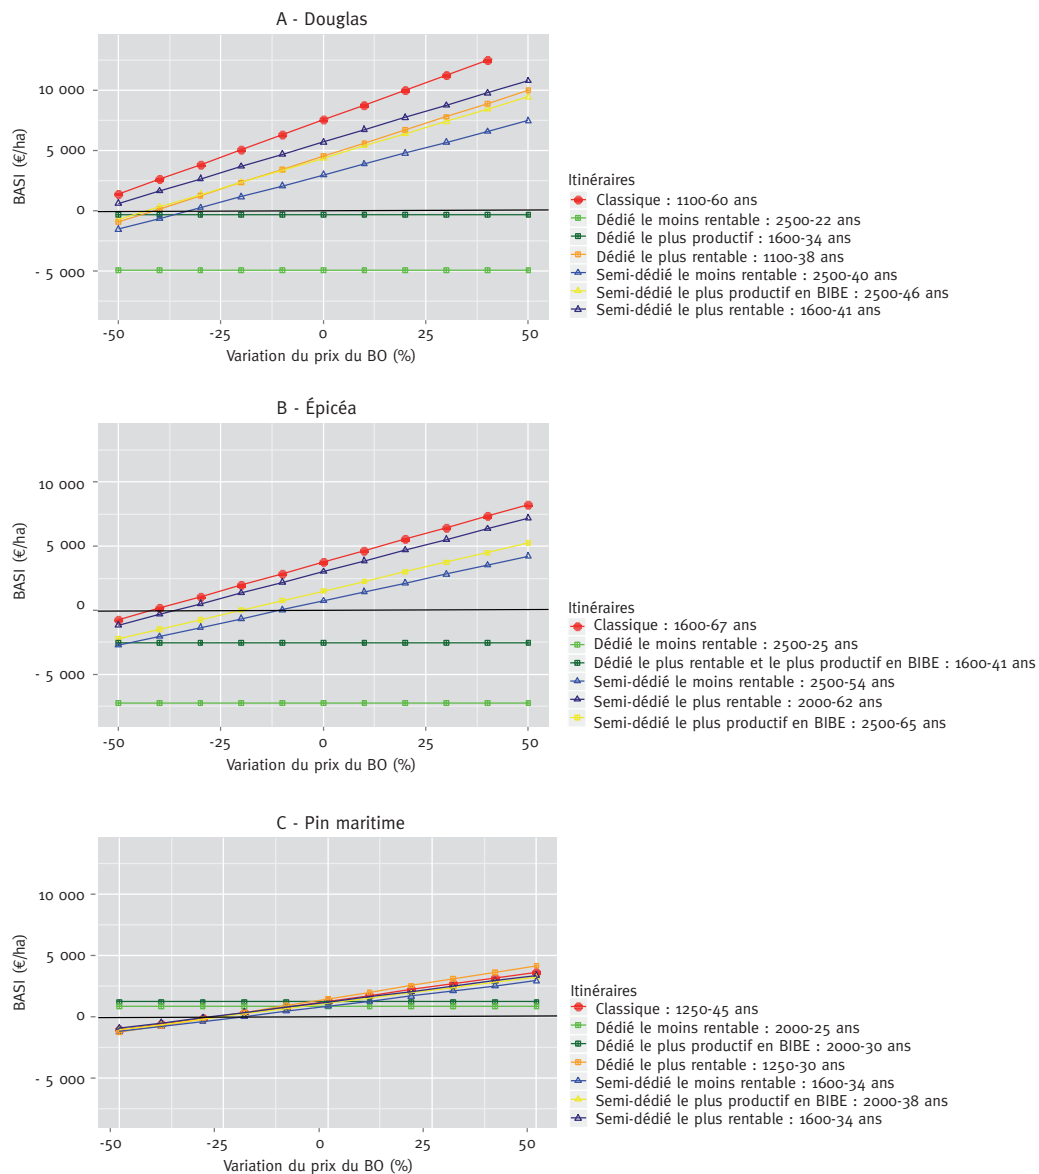 A - Douglas
BASI (€/ha)
10 000
5 000
0
- 5 000
-50
-25
0
25
50
Variation du prix du BO (%)
Itinéraires
Classique : 1100-60 ans
Dédié le moins rentable : 2500-22 ans
Dédié le plus productif : 1600-34 ans
Dédié le plus rentable : 1100-38 ans
Semi-dédié le moins rentable : 2500-40 ans
Semi-dédié le plus productif en BIBE : 2500-46 ans
Semi-dédié le plus rentable : 1600-41 ans
B - Épicéa
BASI (€/ha)
10 000
5 000
0
- 5 000
-50
-25
0
25
50
Variation du prix du BO (%)
Itinéraires
Classique : 1600-67 ans
Dédié le moins rentable : 2500-25 ans
Dédié le plus rentable et le plus productif en BIBE : 1600-41 ans
Semi-dédié le moins rentable : 2500-54 ans
Semi-dédié le plus rentable : 2000-62 ans
Semi-dédié le plus productif en BIBE : 2500-65 ans
C - Pin maritime
BASI (€/ha)
10 000
5 000
0
- 5 000
-50
-25
0
25
50
Variation du prix du BO (%)
Itinéraires
Classique : 1250-45 ans
Dédié le moins rentable : 2000-25 ans
Dédié le plus productif en BIBE : 2000-30 ans
Dédié le plus rentable : 1250-30 ans
Semi-dédié le moins rentable : 1600-34 ans
Semi-dédié le plus productif en BIBE : 2000-38 ans
Semi-dédié le plus rentable : 1600-34 ans